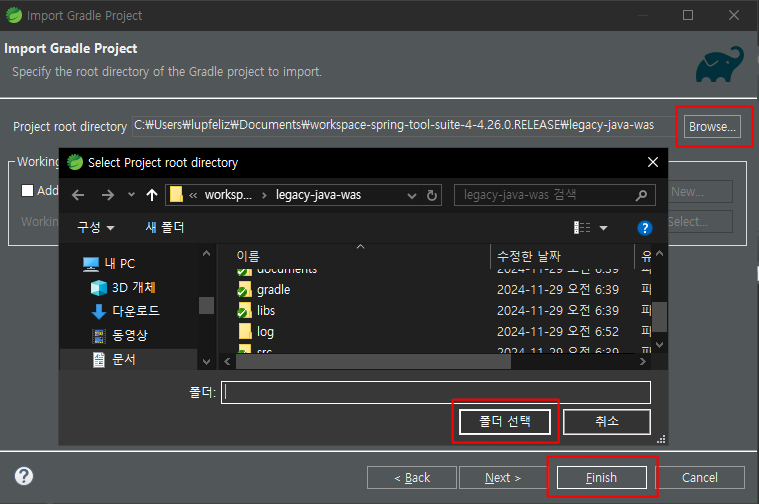 Import Gradle Project
Import Gradle Project
Specify the root directory of the Gradle project to import.
Project root directory C:₩Users₩lupfeliz₩Documents₩workspace-spring-tool-suite-4-4.26.0.RELEASE₩legacy-java-was Browse...
Working
Add
New...
Workin
Select...
Select Project root directory
« worksp... › legacy-java-was
legacy-java-was 검색
구성 새 폴더
이름 수정한 날짜 유
내 PC
3D 개체
다운로드
동영상
문서
documents 2024-11-29 오전 6:39 파
gradle 2024-11-29 오전 6:39 파
libs 2024-11-29 오전 6:39 파
log 2024-11-29 오전 6:52 파
src 2024-11-29 오전 6:39 파
폴더:
폴더 선택 취소
< Back Next > Finish Cancel